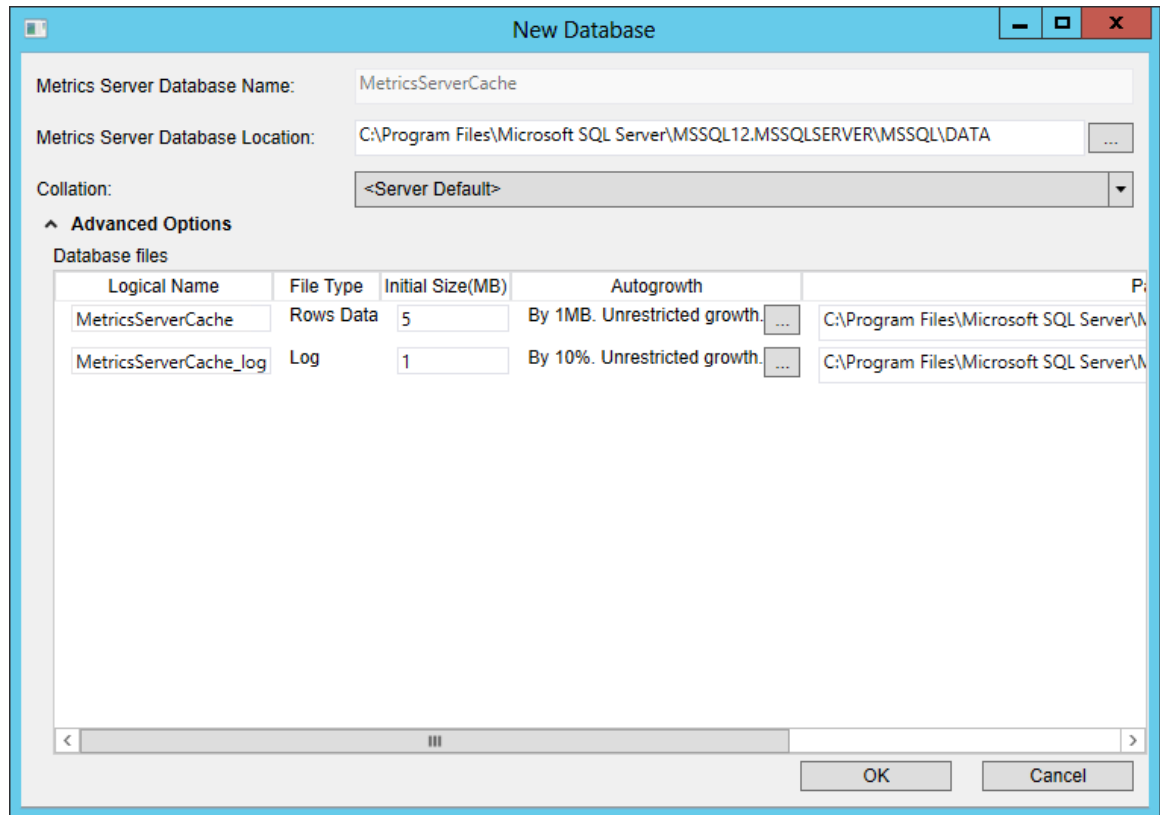 New Database
Metrics Server Database Name: MetricsServerCache
Metrics Server Database Location: C:\Program Files\Microsoft SQL Server\MSSQL12.MSSQLSERVER\MSSQL\DATA ...
Collation: <Server Default>
Advanced Options
Database files
Logical Name File Type Initial Size(MB) Autogrowth
MetricsServerCache Rows Data 5 By 1MB. Unrestricted growth. ... C:\Program Files\Microsoft SQL Server\
MetricsServerCache_log Log 1 By 10%. Unrestricted growth. ... C:\Program Files\Microsoft SQL Server\
OK Cancel